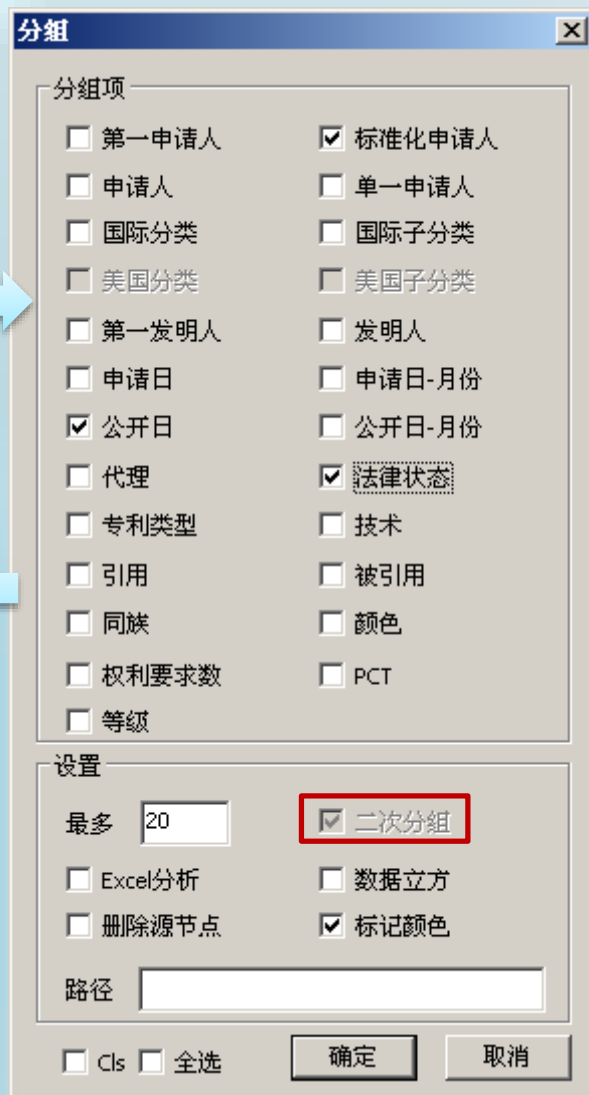 分组
分组项
第一申请人 标准化申请人
申请人 单一申请人
国际分类 国际子分类
美国分类 美国子分类
第一发明人 发明人
申请日 申请日-月份
公开日 公开日-月份
代理 法律状态
专利类型 技术
引用 被引用
同族 颜色
权利要求数 PCT
等级
设置
最多 20 二次分组
Excel分析 数据立方
删除源节点 标记颜色
路径
Cls 全选 确定 取消